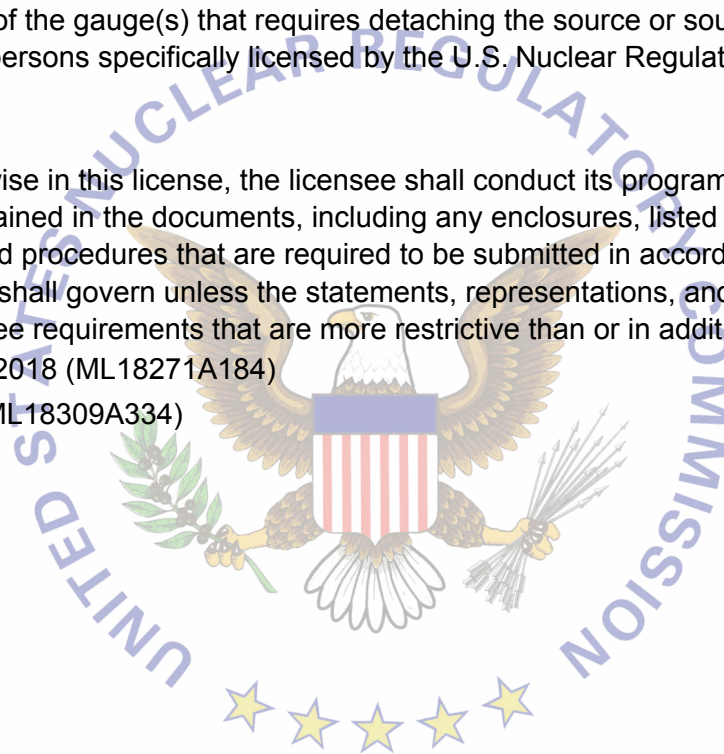 of the gauge(s) that requires detaching the source or sou
persons specifically licensed by the U.S. Nuclear Regulat
wise in this license, the licensee shall conduct its program
ained in the documents, including any enclosures, listed
d procedures that are required to be submitted in accord
shall govern unless the statements, representations, and
ee requirements that are more restrictive than or in addit
2018 (ML18271A184)
ML18309A334)
UNITED STATES NUCLEAR REGULATORY COMMISSION